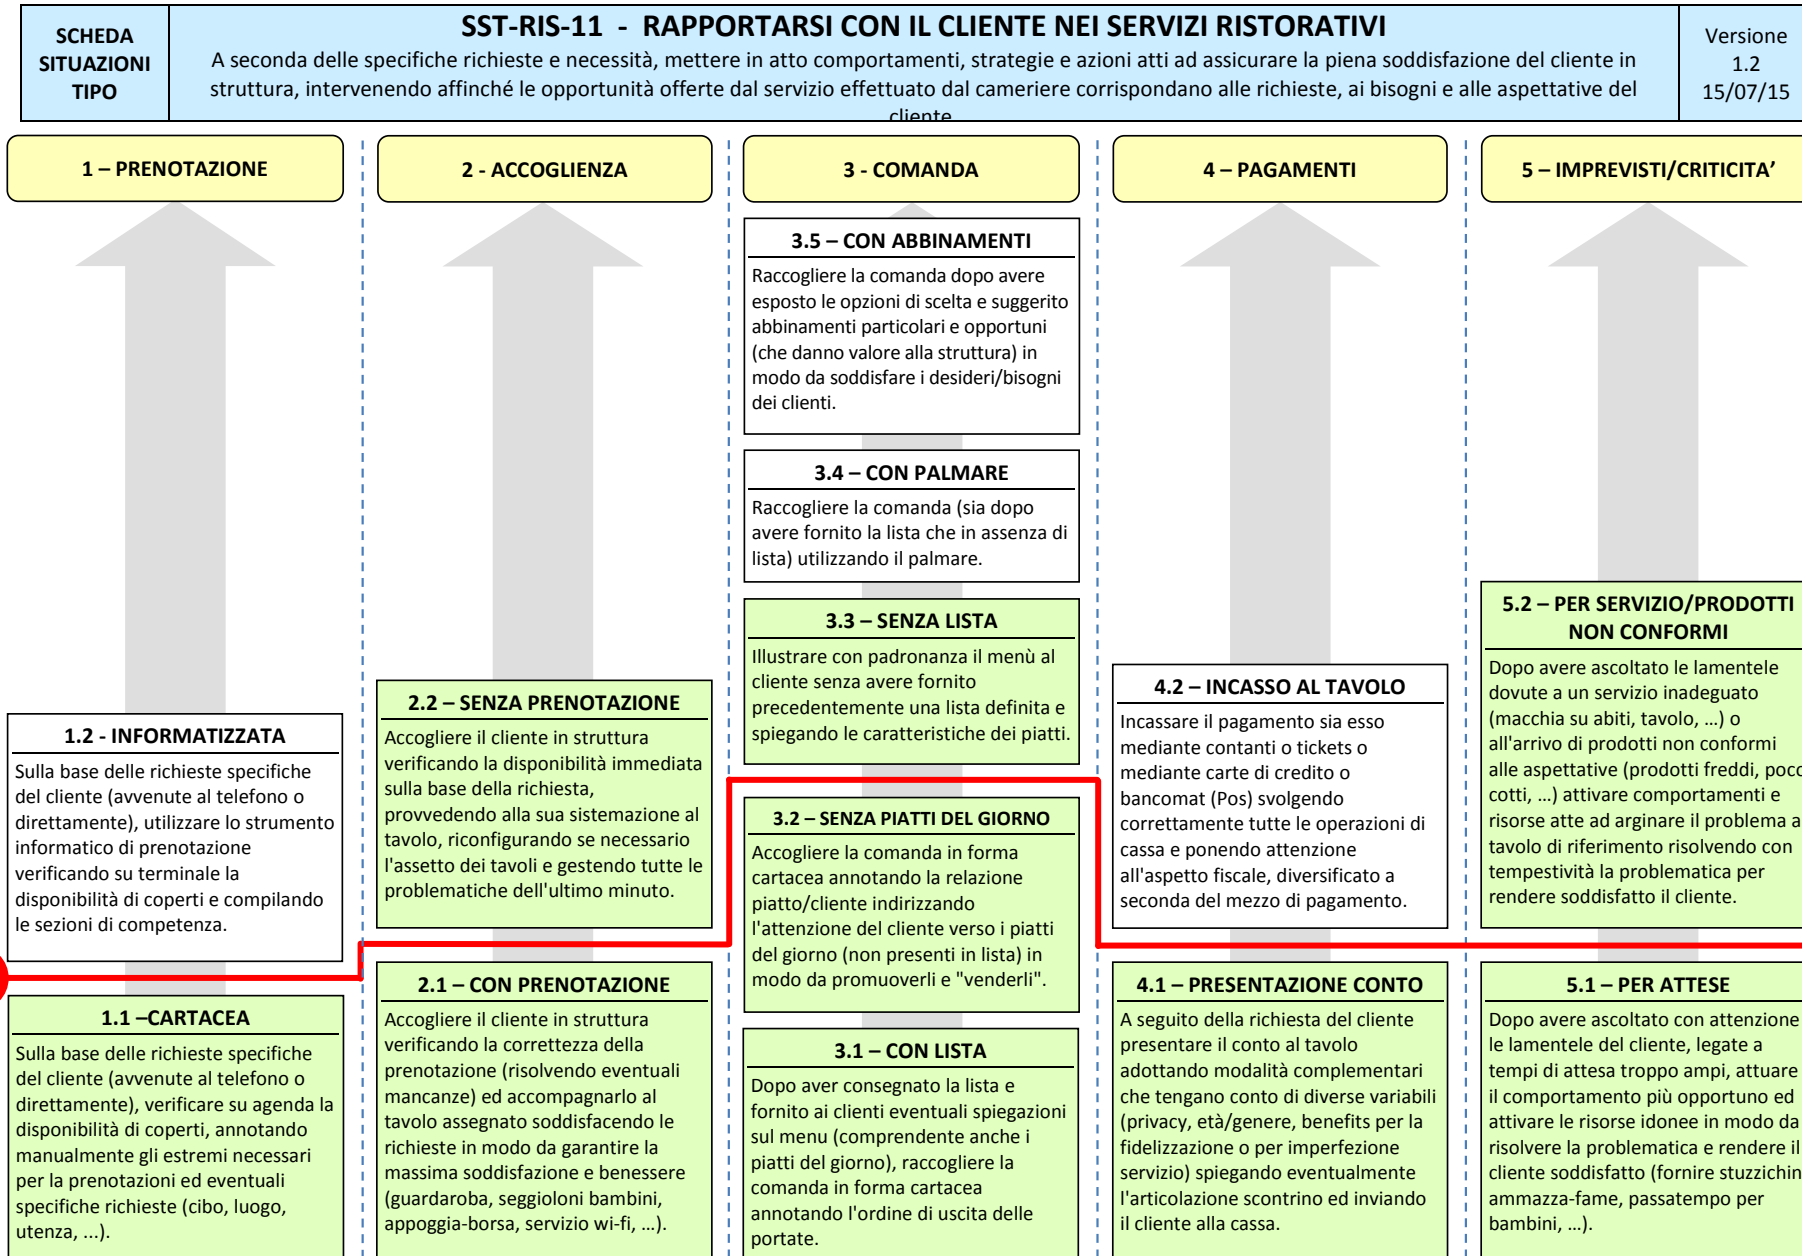 SCHEDA
SITUAZIONI
TIPO
SST-RIS-11 - RAPPORTARSI CON IL CLIENTE NEI SERVIZI RISTORATIVI
A seconda delle specifiche richieste e necessità, mettere in atto comportamenti, strategie e azioni atti ad assicurare la piena soddisfazione del cliente in
struttura, intervenendo affinché le opportunità offerte dal servizio effettuato dal cameriere corrispondano alle richieste, ai bisogni e alle aspettative del
cliente
Versione
1.2
15/07/15
1 – PRENOTAZIONE
1.2 - INFORMATIZZATA
Sulla base delle richieste specifiche
del cliente (avvenute al telefono o
direttamente), utilizzare lo strumento
informatico di prenotazione
verificando su terminale la
disponibilità di coperti e compilando
le sezioni di competenza.
1.1 –CARTACEA
Sulla base delle richieste specifiche
del cliente (avvenute al telefono o
direttamente), verificare su agenda la
disponibilità di coperti, annotando
manualmente gli estremi necessari
per la prenotazioni ed eventuali
specifiche richieste (cibo, luogo,
utenza, ...).
2 - ACCOGLIENZA
2.2 – SENZA PRENOTAZIONE
Accogliere il cliente in struttura
verificando la disponibilità immediata
sulla base della richiesta,
provvedendo alla sua sistemazione al
tavolo, riconfigurando se necessario
l'assetto dei tavoli e gestendo tutte le
problematiche dell'ultimo minuto.
2.1 – CON PRENOTAZIONE
Accogliere il cliente in struttura
verificando la correttezza della
prenotazione (risolvendo eventuali
mancanze) ed accompagnarlo al
tavolo assegnato soddisfacendo le
richieste in modo da garantire la
massima soddisfazione e benessere
(guardaroba, seggioloni bambini,
appoggia-borsa, servizio wi-fi, …).
3 - COMANDA
3.5 – CON ABBINAMENTI
Raccogliere la comanda dopo avere
esposto le opzioni di scelta e suggerito
abbinamenti particolari e opportuni
(che danno valore alla struttura) in
modo da soddisfare i desideri/bisogni
dei clienti.
3.4 – CON PALMARE
Raccogliere la comanda (sia dopo
avere fornito la lista che in assenza di
lista) utilizzando il palmare.
3.3 – SENZA LISTA
Illustrare con padronanza il menù al
cliente senza avere fornito
precedentemente una lista definita e
spiegando le caratteristiche dei piatti.
3.2 – SENZA PIATTI DEL GIORNO
Accogliere la comanda in forma
cartacea annotando la relazione
piatto/cliente indirizzando
l'attenzione del cliente verso i piatti
del giorno (non presenti in lista) in
modo da promuoverli e "venderli".
3.1 – CON LISTA
Dopo aver consegnato la lista e
fornito ai clienti eventuali spiegazioni
sul menu (comprendente anche i
piatti del giorno), raccogliere la
comanda in forma cartacea
annotando l'ordine di uscita delle
portate.
4 – PAGAMENTI
4.2 – INCASSO AL TAVOLO
Incassare il pagamento sia esso
mediante contanti o tickets o
mediante carte di credito o
bancomat (Pos) svolgendo
correttamente tutte le operazioni di
cassa e ponendo attenzione
all'aspetto fiscale, diversificato a
seconda del mezzo di pagamento.
4.1 – PRESENTAZIONE CONTO
A seguito della richiesta del cliente
presentare il conto al tavolo
adottando modalità complementari
che tengano conto di diverse variabili
(privacy, età/genere, benefits per la
fidelizzazione o per imperfezione
servizio) spiegando eventualmente
l'articolazione scontrino ed inviando
il cliente alla cassa.
5 – IMPREVISTI/CRITICITA’
5.2 – PER SERVIZIO/PRODOTTI
NON CONFORMI
Dopo avere ascoltato le lamentele
dovute a un servizio inadeguato
(macchia su abiti, tavolo, …) o
all'arrivo di prodotti non conformi
alle aspettative (prodotti freddi, poco
cotti, …) attivare comportamenti e
risorse atte ad arginare il problema a
tavolo di riferimento risolvendo con
tempestività la problematica per
rendere soddisfatto il cliente.
5.1 – PER ATTESE
Dopo avere ascoltato con attenzione
le lamentele del cliente, legate a
tempi di attesa troppo ampi, attuare
il comportamento più opportuno ed
attivare le risorse idonee in modo da
risolvere la problematica e rendere il
cliente soddisfatto (fornire stuzzichin
ammazza-fame, passatempo per
bambini, …).